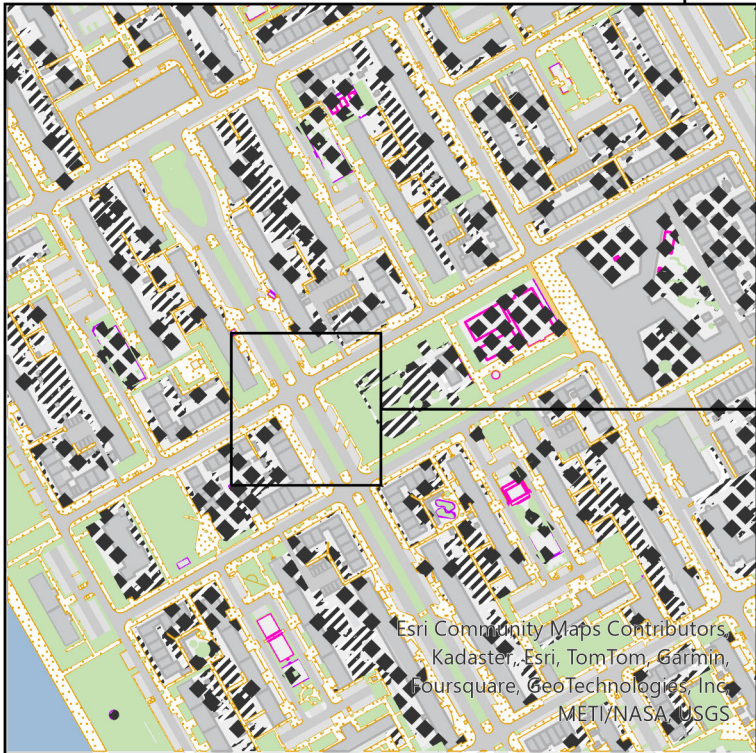 Esri Community Maps Contributors,
Kadaster, Esri, TomTom, Garmin,
Foursquare, GeoTechnologies, Inc,
METI/NASA, USGS